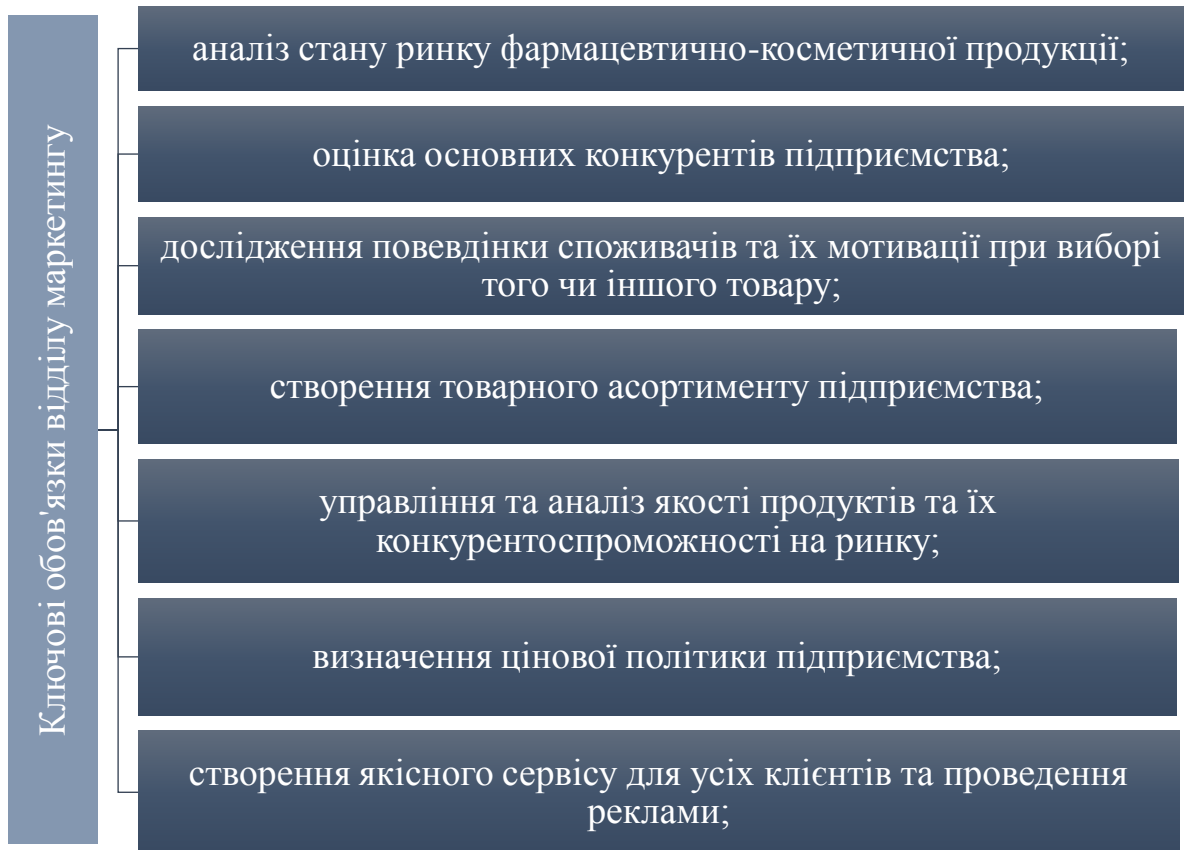 Ключові обов'язки відділу маркетингу
аналіз стану ринку фармацевтично-косметичної продукції;
оцінка основних конкурентів підприємства;
дослідження повевдінки споживачів та їх мотивації при виборі
того чи іншого товару;
створення товарного асортименту підприємства;
управління та аналіз якості продуктів та їх
конкурентоспроможності на ринку;
визначення цінової політики підприємства;
створення якісного сервісу для усіх клієнтів та проведення
реклами;